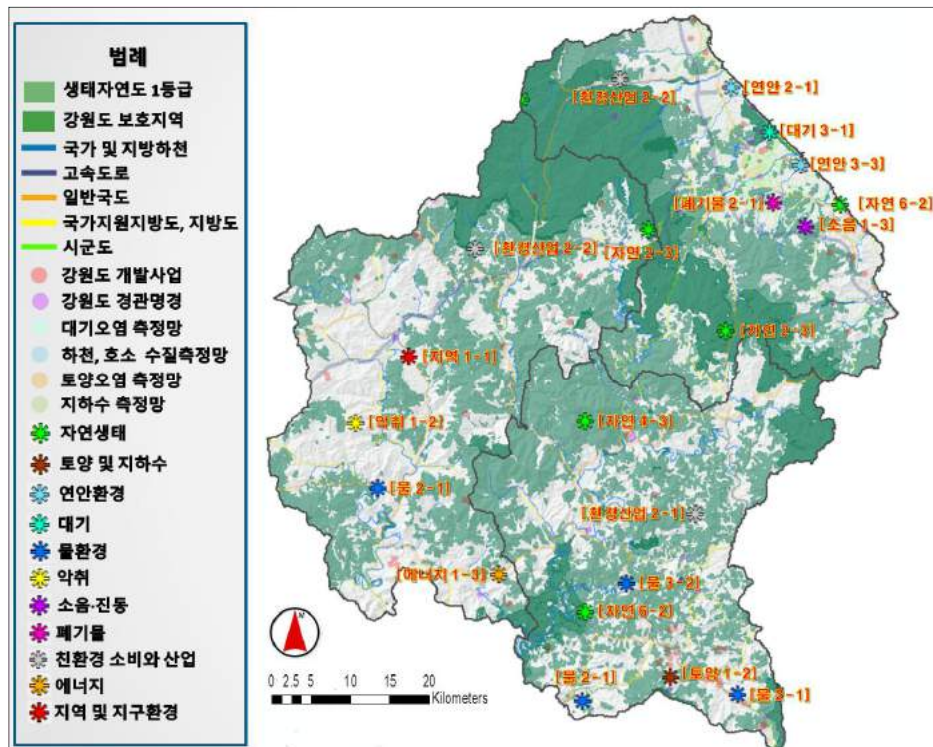 범례
생태자연도 1등급
강원도 보호지역
국가 및 지방하천
고속도로
일반국도
국가지원지방도, 지방도
시군도
강원도 개발사업
강원도 경관명경
대기오염 측정망
하천, 호소 수질측정망
토양오염 측정망
지하수 측정망
자연생태
토양 및 지하수
연안환경
대기
물환경
악취
소음·진동
폐기물
친환경 소비와 산업
에너지
지역 및 지구환경
[환경산업 2-2]
[연안 2-1]
[대기 3-1]
[연안 3-3]
[폐기물 2-1]
[자연 6-2]
[소음 1-3]
[환경산업 2-2]
[자연 2-3]
[자연 2-3]
[지역 1-1]
[악취 1-2]
[자연 4-3]
[물 2-1]
[환경산업 2-1]
[에너지 1-3]
[물 3-2]
[자연 6-2]
[물 2-1]
[토양 1-2]
[물 3-1]
N
0 2.5 5 10 15 20
Kilometers